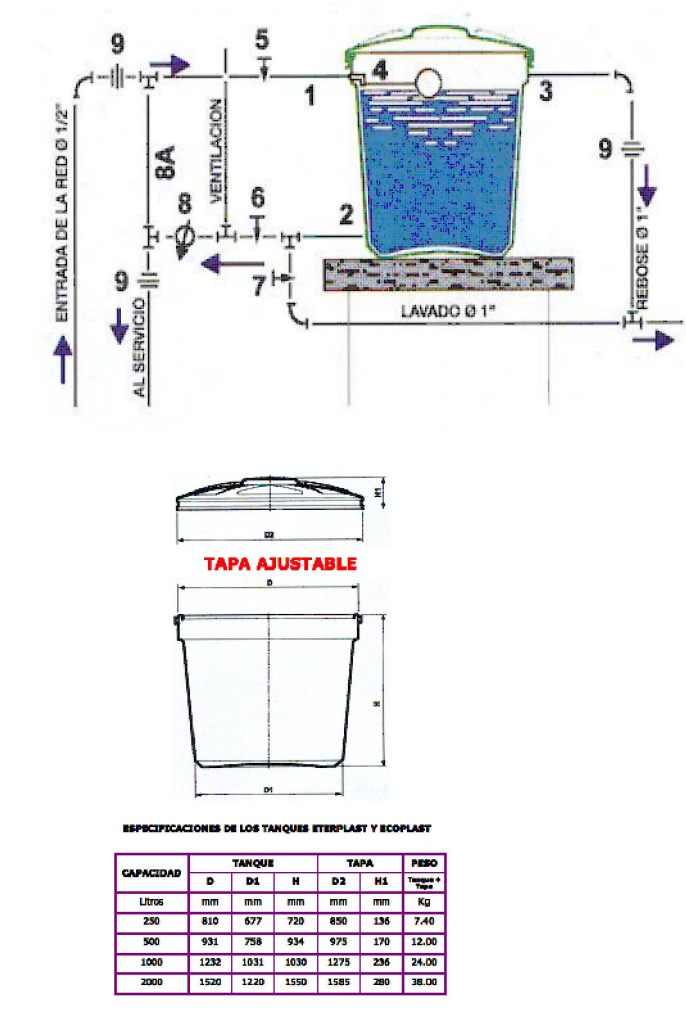 9
5
4
1
3
ENTRADA DE LA RED Ø 1/2"
8A
VENTILACION
9
8
6
2
9
7
AL SERVICIO
LAVADO Ø 1"
REBOSE Ø 1"
H1
D2
TAPA AJUSTABLE
D
H
D1
ESPECIFICACIONES DE LOS TANQUES ETERPLAST Y ECOPLAST
CAPACIDAD TANQUE TAPA PESO
D D1 H D2 H1 Tanque + Tapa
Litros mm mm mm mm mm Kg
250 810 677 720 850 136 7.40
500 931 758 934 975 170 12.00
1000 1232 1031 1030 1275 236 24.00
2000 1520 1220 1550 1585 280 38.00